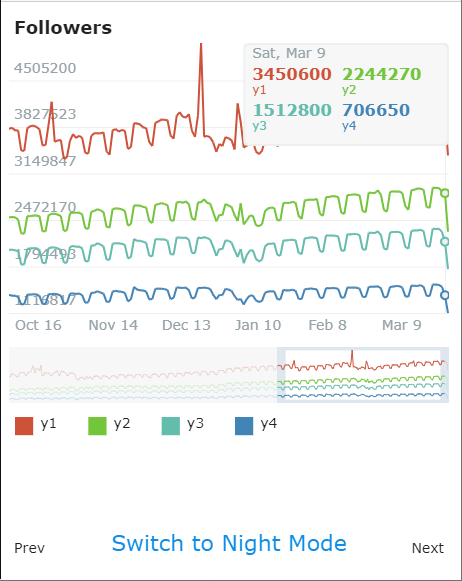 Followers
Sat, Mar 9
3450600 2244270
y1 y2
1512800 706650
y3 y4
4505200
3827523
3149847
2472170
1794493
1116817
Oct 16 Nov 14 Dec 13 Jan 10 Feb 8 Mar 9
y1 y2 y3 y4
Prev Switch to Night Mode Next